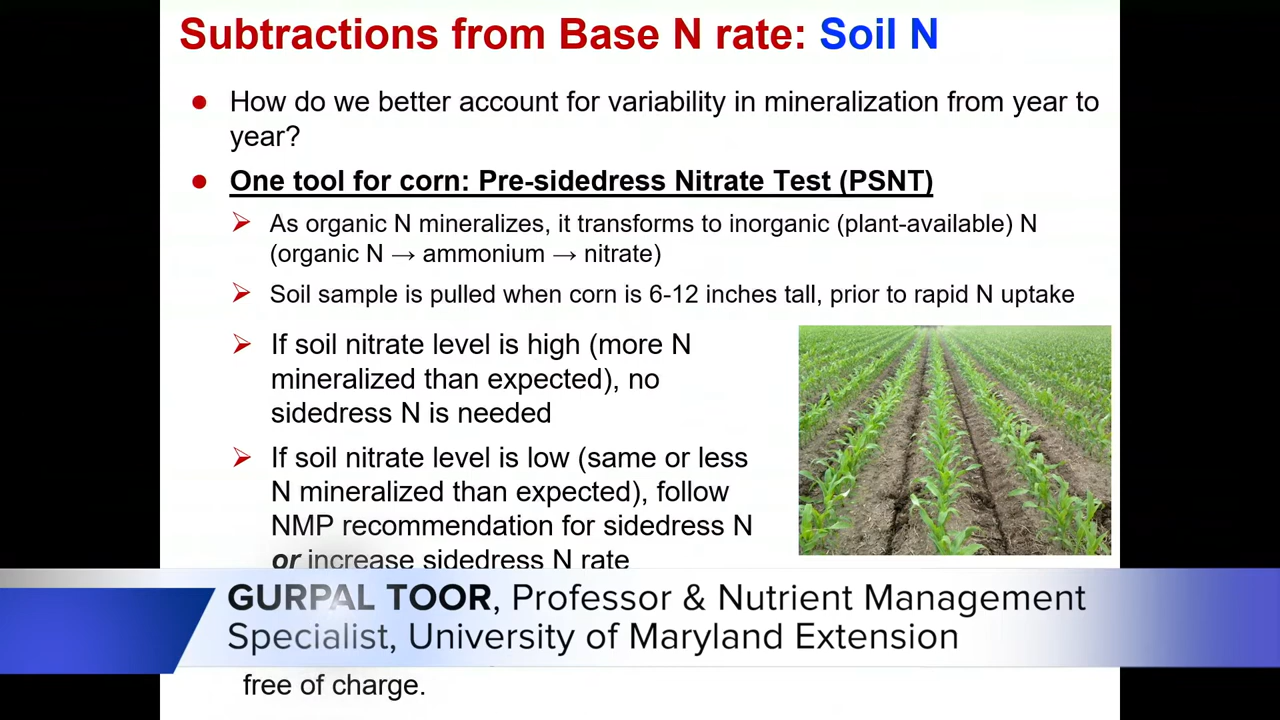 Subtractions from Base N rate: Soil N
How do we better account for variability in mineralization from year to
year?
One tool for corn: Pre-sidedress Nitrate Test (PSNT)
As organic N mineralizes, it transforms to inorganic (plant-available) N
(organic N → ammonium → nitrate)
Soil sample is pulled when corn is 6-12 inches tall, prior to rapid N uptake
If soil nitrate level is high (more N
mineralized than expected), no
sidedress N is needed
If soil nitrate level is low (same or less
N mineralized than expected), follow
NMP recommendation for sidedress N
or increase sidedress N rate
GURPAL TOOR, Professor & Nutrient Management
Specialist, University of Maryland Extension
free of charge.